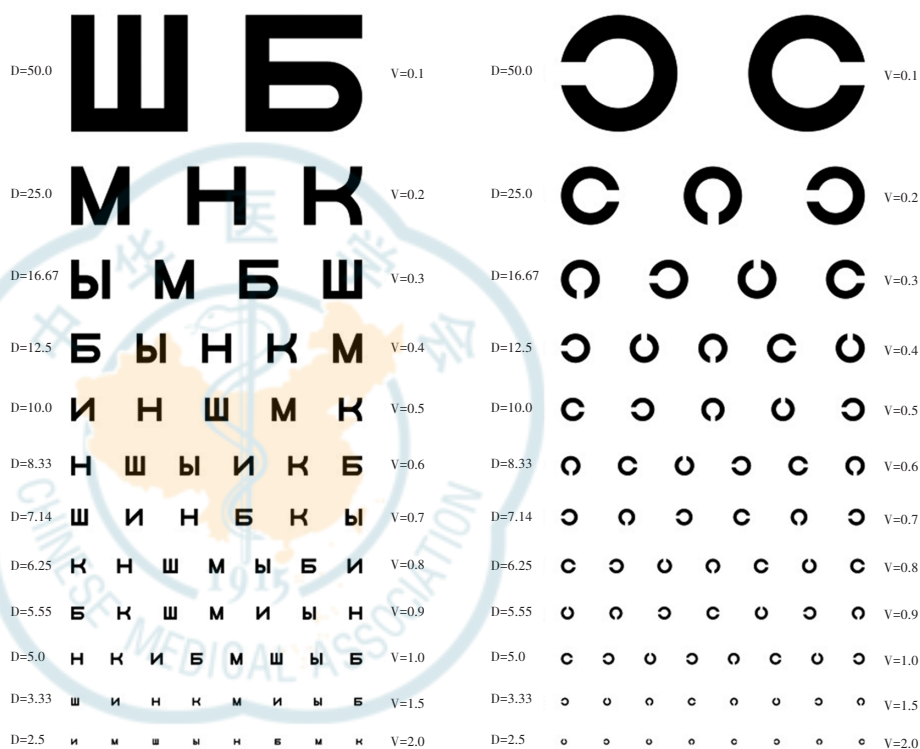 D=50.0 Ш Б V=0.1 D=50.0 V=0.1
D=25.0 М Н К V=0.2 D=25.0 V=0.2
D=16.67 Ы М Б Ш V=0.3 D=16.67 V=0.3
D=12.5 Б Ы Н К М V=0.4 D=12.5 V=0.4
D=10.0 И Н Ш М К V=0.5 D=10.0 V=0.5
D=8.33 Н Ш Ы И К Б V=0.6 D=8.33 V=0.6
D=7.14 Ш И Н Б К Ы V=0.7 D=7.14 V=0.7
D=6.25 К Н Ш М Ы Б И V=0.8 D=6.25 V=0.8
D=5.55 Б К Ш М И Ы Н V=0.9 D=5.55 V=0.9
D=5.0 Н К И Б М Ш Ы Б V=1.0 D=5.0 V=1.0
D=3.33 Ш И Н К М И Ы Б V=1.5 D=3.33 V=1.5
D=2.5 И М Ш Ы Н Б М К V=2.0 D=2.5 V=2.0
中华医学会
1915
CHINESE MEDICAL ASSOCIATION